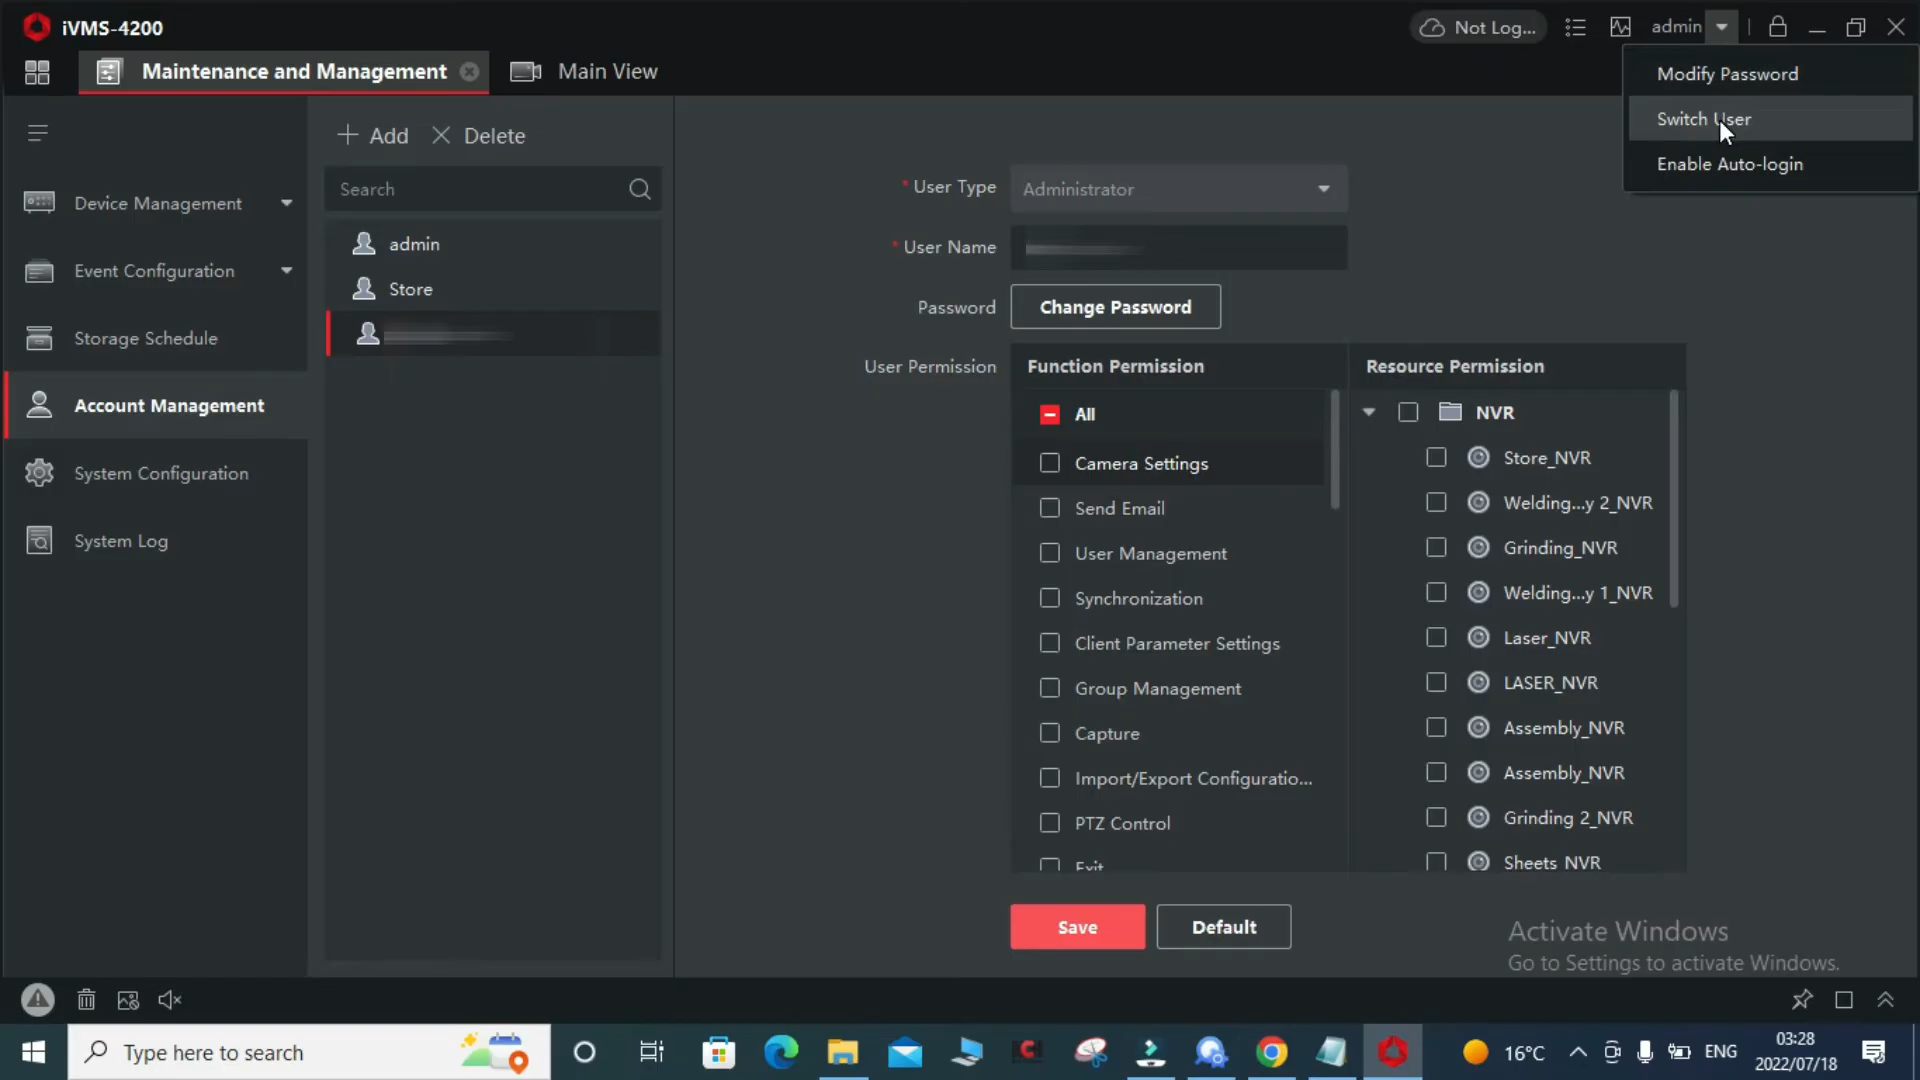 iVMS-4200
Not Log...
admin
Maintenance and Management
Main View
Modify Password
Switch User
Enable Auto-login
Add
Delete
Search
Device Management
Event Configuration
Storage Schedule
Account Management
System Configuration
System Log
admin
Store
* User Type
Administrator
* User Name
Password
Change Password
User Permission
Function Permission
All
Camera Settings
Send Email
User Management
Synchronization
Client Parameter Settings
Group Management
Capture
Import/Export Configuratio...
PTZ Control
Exit
Resource Permission
NVR
Store_NVR
Welding...y 2_NVR
Grinding_NVR
Welding...y 1_NVR
Laser_NVR
LASER_NVR
Assembly_NVR
Assembly_NVR
Grinding 2_NVR
Sheets_NVR
Save
Default
Activate Windows
Go to Settings to activate Windows.
Type here to search
16°C
ENG
03:28
2022/07/18